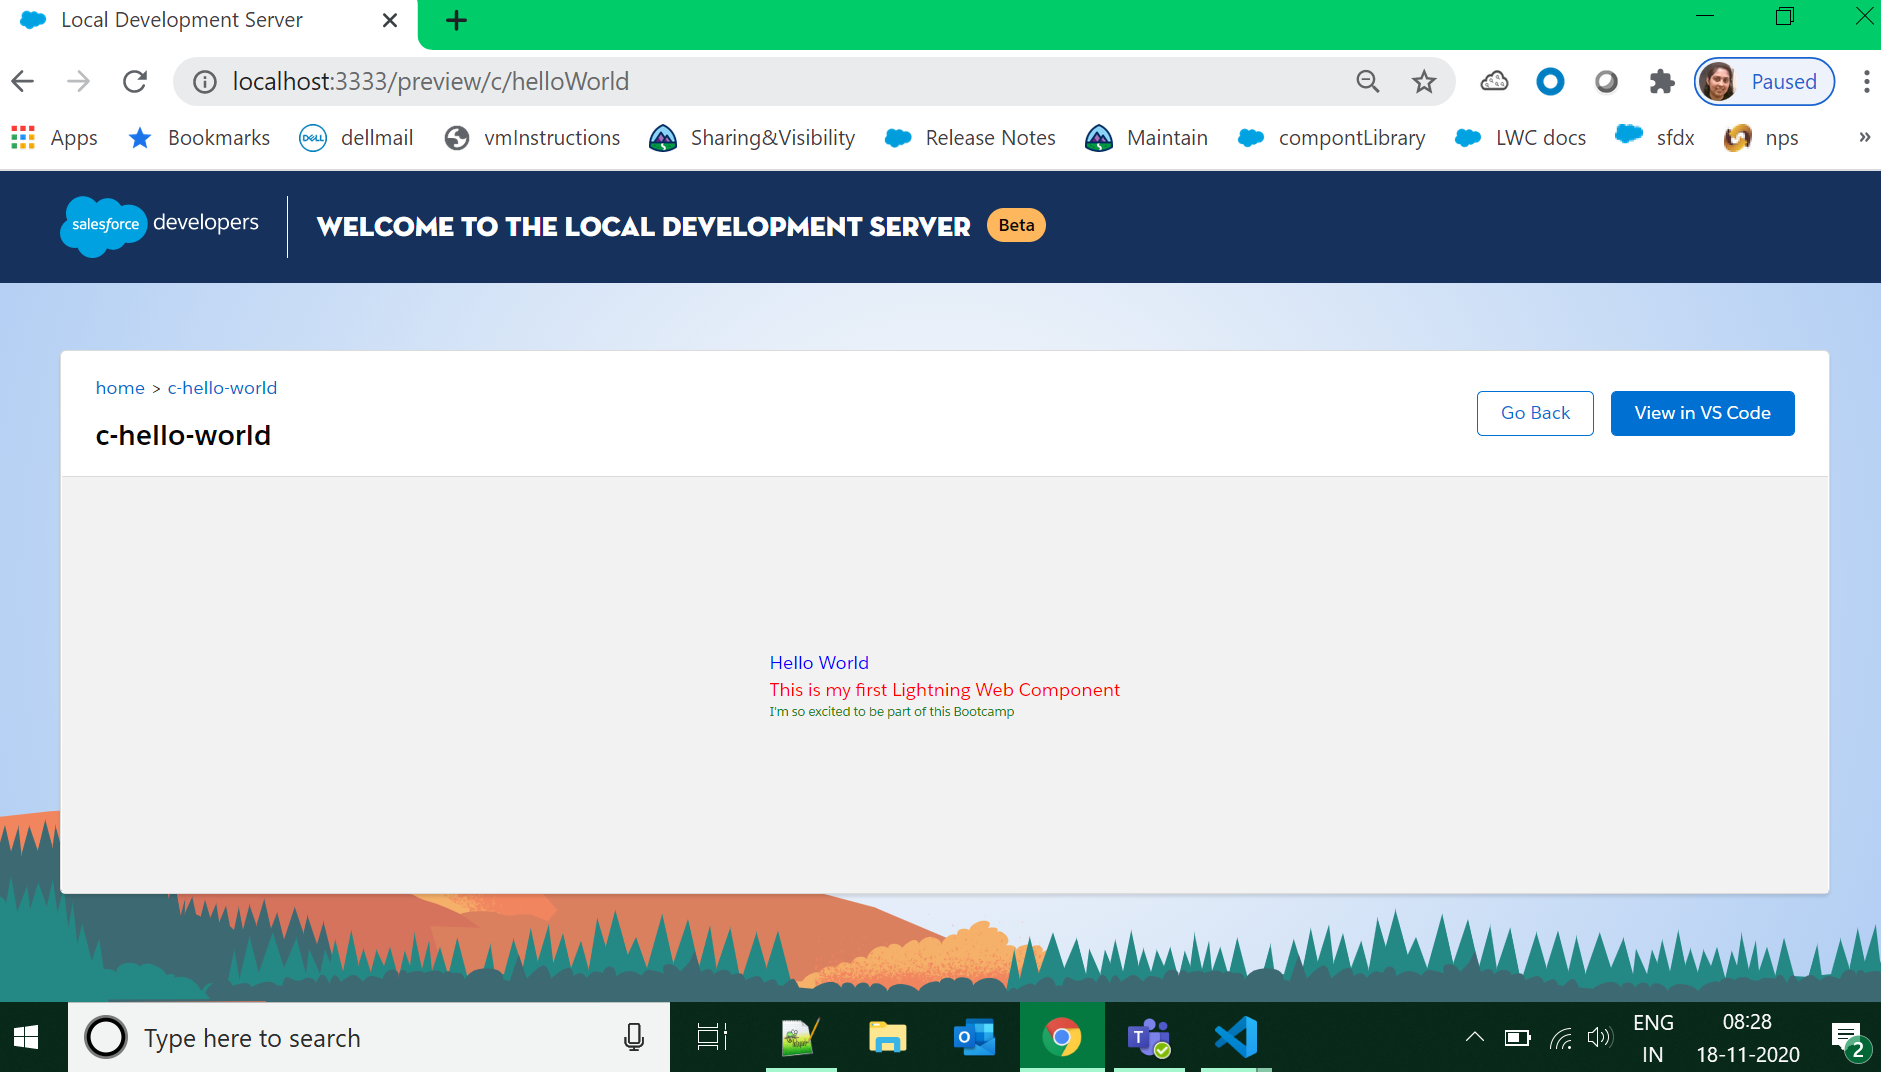 Local Development Server
localhost:3333/preview/c/helloWorld
Paused
Apps
Bookmarks
DELL
dellmail
vmInstructions
Sharing&Visibility
Release Notes
Maintain
compontLibrary
LWC docs
sfdx
nps
»
salesforce developers
WELCOME TO THE LOCAL DEVELOPMENT SERVER
Beta
home > c-hello-world
c-hello-world
Go Back
View in VS Code
Hello World
This is my first Lightning Web Component
I'm so excited to be part of this Bootcamp
Type here to search
ENG
IN
08:28
18-11-2020
2